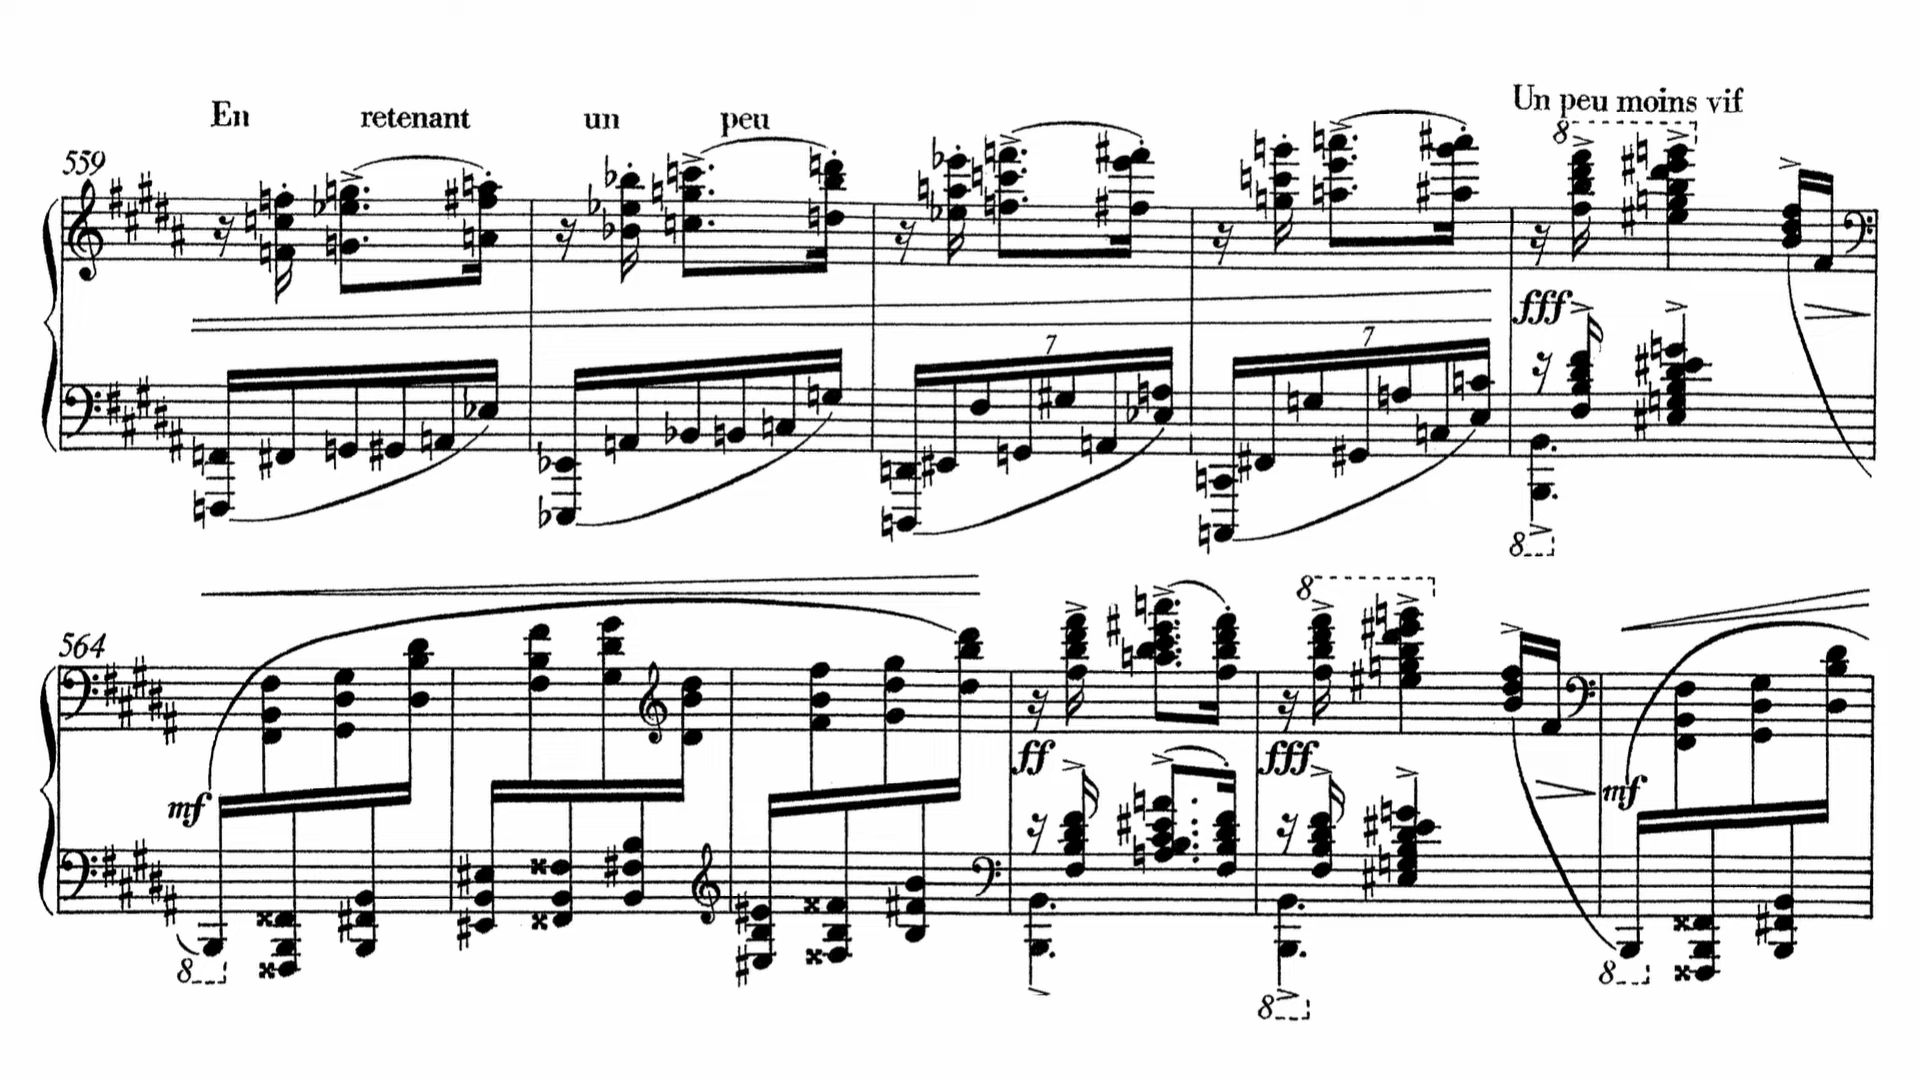 En retenant un peu
Un peu moins vif
559
8
7
7
fff
8
564
8
mf
ff
fff
mf
8
8
8